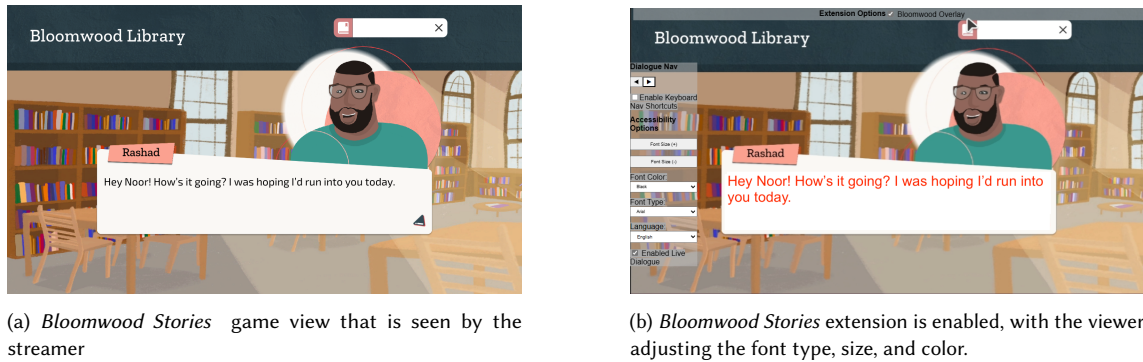 Bloomwood Library
Rashad
Hey Noor! How's it going? I was hoping I'd run into you today.
(a) Bloomwood Stories game view that is seen by the
streamer
Extension Options ✓ Bloomwood Overlay
Bloomwood Library
Dialogue Nav
Enable Keyboard
Nav Shortcuts
Accessibility
Options
Font Size (+)
Font Size (-)
Font Color:
Black
Font Type:
Arial
Language
English
Enabled Live
Dialogue
Rashad
Hey Noor! How's it going? I was hoping I'd run into
you today.
(b) Bloomwood Stories extension is enabled, with the viewer
adjusting the font type, size, and color.